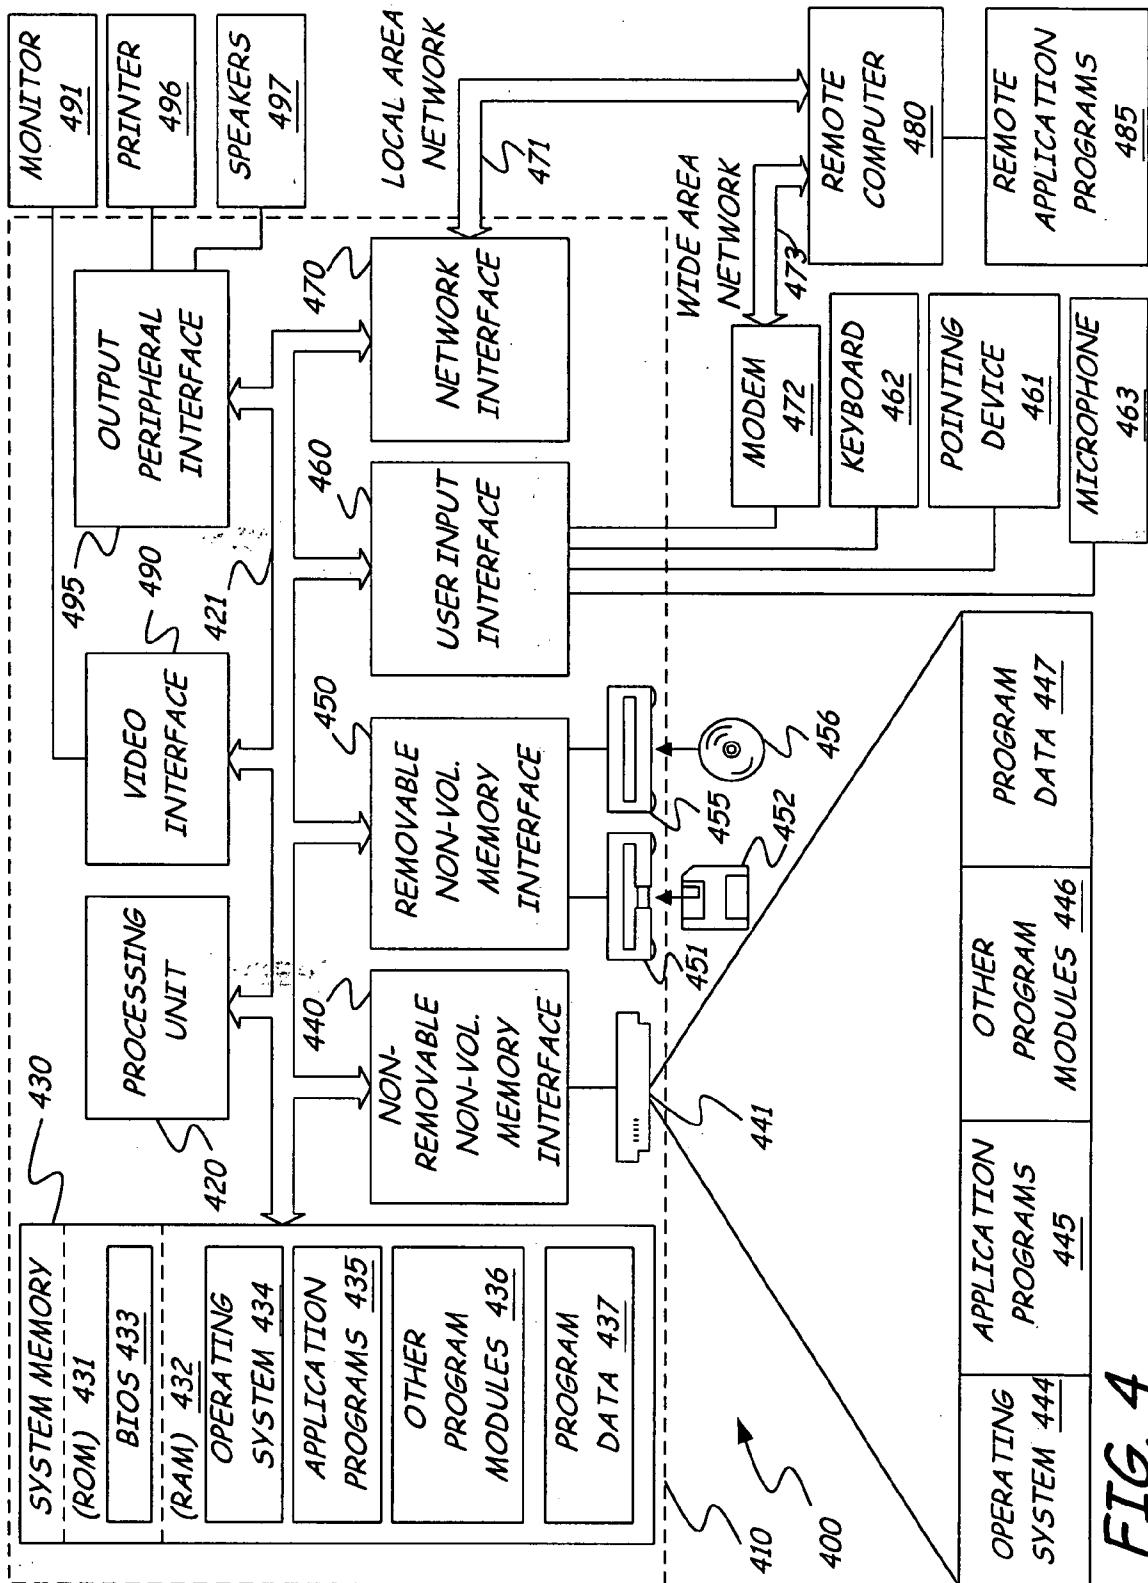 SYSTEM MEMORY
(ROM) 431
BIOS 433
(RAM) 432
OPERATING
SYSTEM 434
APPLICATION
PROGRAMS 435
OTHER
PROGRAM
MODULES 436
PROGRAM
DATA 437
430
PROCESSING
UNIT
420
VIDEO
INTERFACE
490
OUTPUT
PERIPHERAL
INTERFACE
495
421
MONITOR
491
PRINTER
496
SPEAKERS
497
440
NON-
REMOVABLE
NON-VOL.
MEMORY
INTERFACE
450
REMOVABLE
NON-VOL.
MEMORY
INTERFACE
460
USER INPUT
INTERFACE
470
NETWORK
INTERFACE
LOCAL AREA
NETWORK
471
441
451
452
455
456
WIDE AREA
NETWORK
473
MODEM
472
KEYBOARD
462
POINTING
DEVICE
461
MICROPHONE
463
REMOTE
COMPUTER
480
REMOTE
APPLICATION
PROGRAMS
485
410
400
OPERATING
SYSTEM 444
APPLICATION
PROGRAMS
445
OTHER
PROGRAM
MODULES 446
PROGRAM
DATA 447
FIG. 4